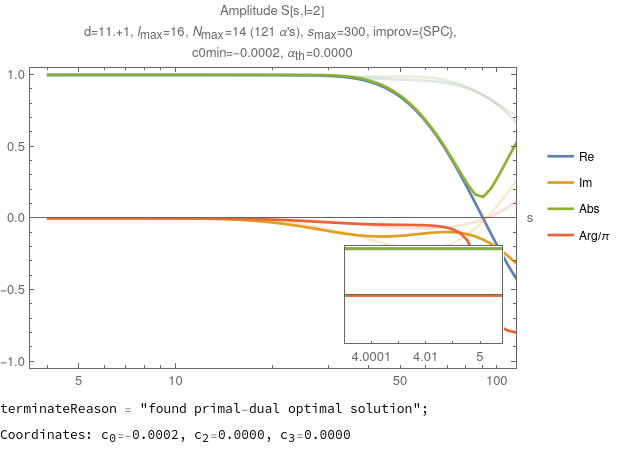 Amplitude S[s,l=2]
d=11.+1, lmax=16, Nmax=14 (121 α's), smax=300, improv={SPC},
c0min=-0.0002, αth=0.0000
1.0
0.5
0.0
-0.5
-1.0
s
5 10 50 100
4.0001 4.01 5
Re
Im
Abs
Arg/π
terminateReason = "found primal-dual optimal solution";
Coordinates: c0=-0.0002, c2=0.0000, c3=0.0000